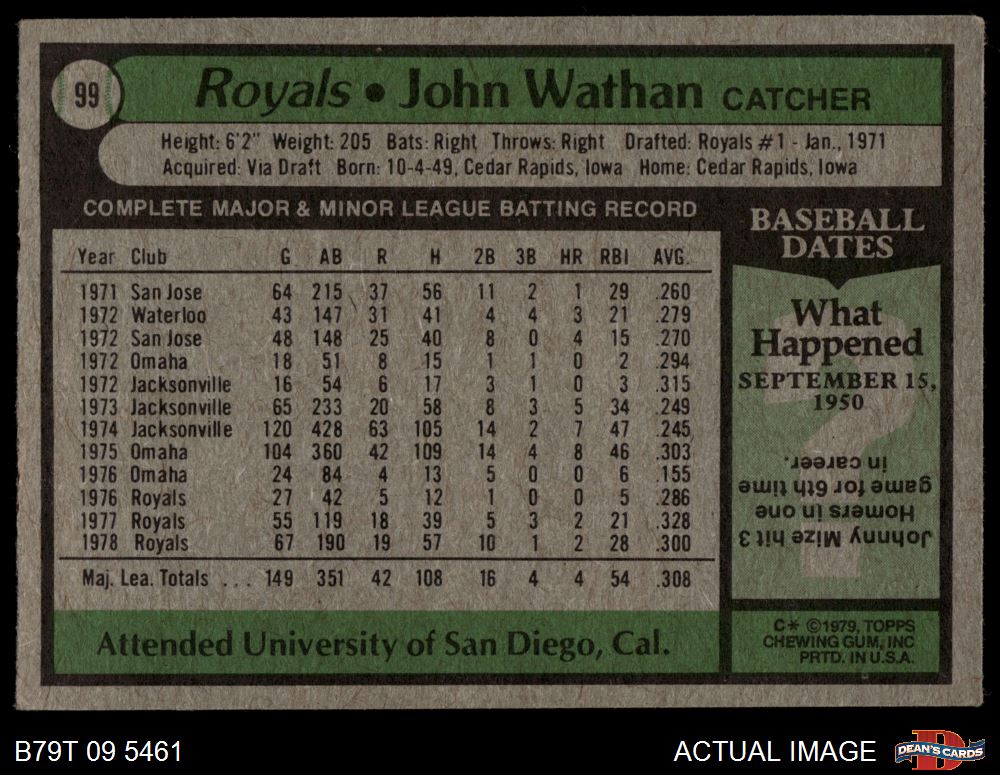 99
Royals • John Wathan CATCHER
Height: 6'2" Weight: 205 Bats: Right Throws: Right Drafted: Royals #1 - Jan., 1971
Acquired: Via Draft Born: 10-4-49, Cedar Rapids, Iowa Home: Cedar Rapids, Iowa
COMPLETE MAJOR & MINOR LEAGUE BATTING RECORD
Year Club G AB R H 2B 3B HR RBI AVG.
1971 San Jose 64 215 37 56 11 2 1 29 .260
1972 Waterloo 43 147 31 41 4 4 3 21 .279
1972 San Jose 48 148 25 40 8 0 4 15 .270
1972 Omaha 18 51 8 15 1 1 0 2 .294
1972 Jacksonville 16 54 6 17 3 1 0 3 .315
1973 Jacksonville 65 233 20 58 8 3 5 34 .249
1974 Jacksonville 120 428 63 105 14 2 7 47 .245
1975 Omaha 104 360 42 109 14 4 8 46 .303
1976 Omaha 24 84 4 13 5 0 0 6 .155
1976 Royals 27 42 5 12 1 0 0 5 .286
1977 Royals 55 119 18 39 5 3 2 21 .328
1978 Royals 67 190 19 57 10 1 2 28 .300
Maj. Lea. Totals ... 149 351 42 108 16 4 4 54 .308
Attended University of San Diego, Cal.
BASEBALL
DATES
What
Happened
SEPTEMBER 15,
1950
?
Johnny Mize hit 3
Homers in one
game for 6th time
in career.
C* ©1979, TOPPS
CHEWING GUM, INC
PRTD. IN U.S.A.
B79T 09 5461
ACTUAL IMAGE
D
DEAN'S CARDS